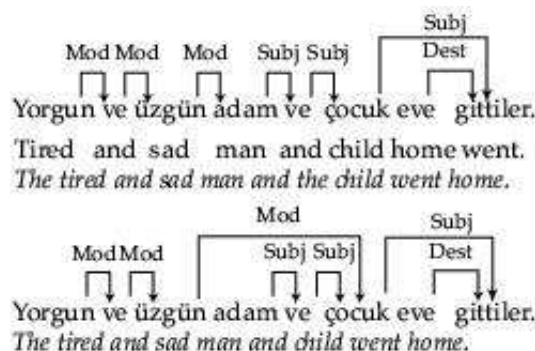 Subj
Mod Mod Mod Subj Subj Dest
Yorgun ve üzgün adam ve çocuk eve gittiler.
Tired and sad man and child home went.
The tired and sad man and the child went home.
Mod Subj
Mod Mod Subj Subj Dest
Yorgun ve üzgün adam ve çocuk eve gittiler.
The tired and sad man and child went home.